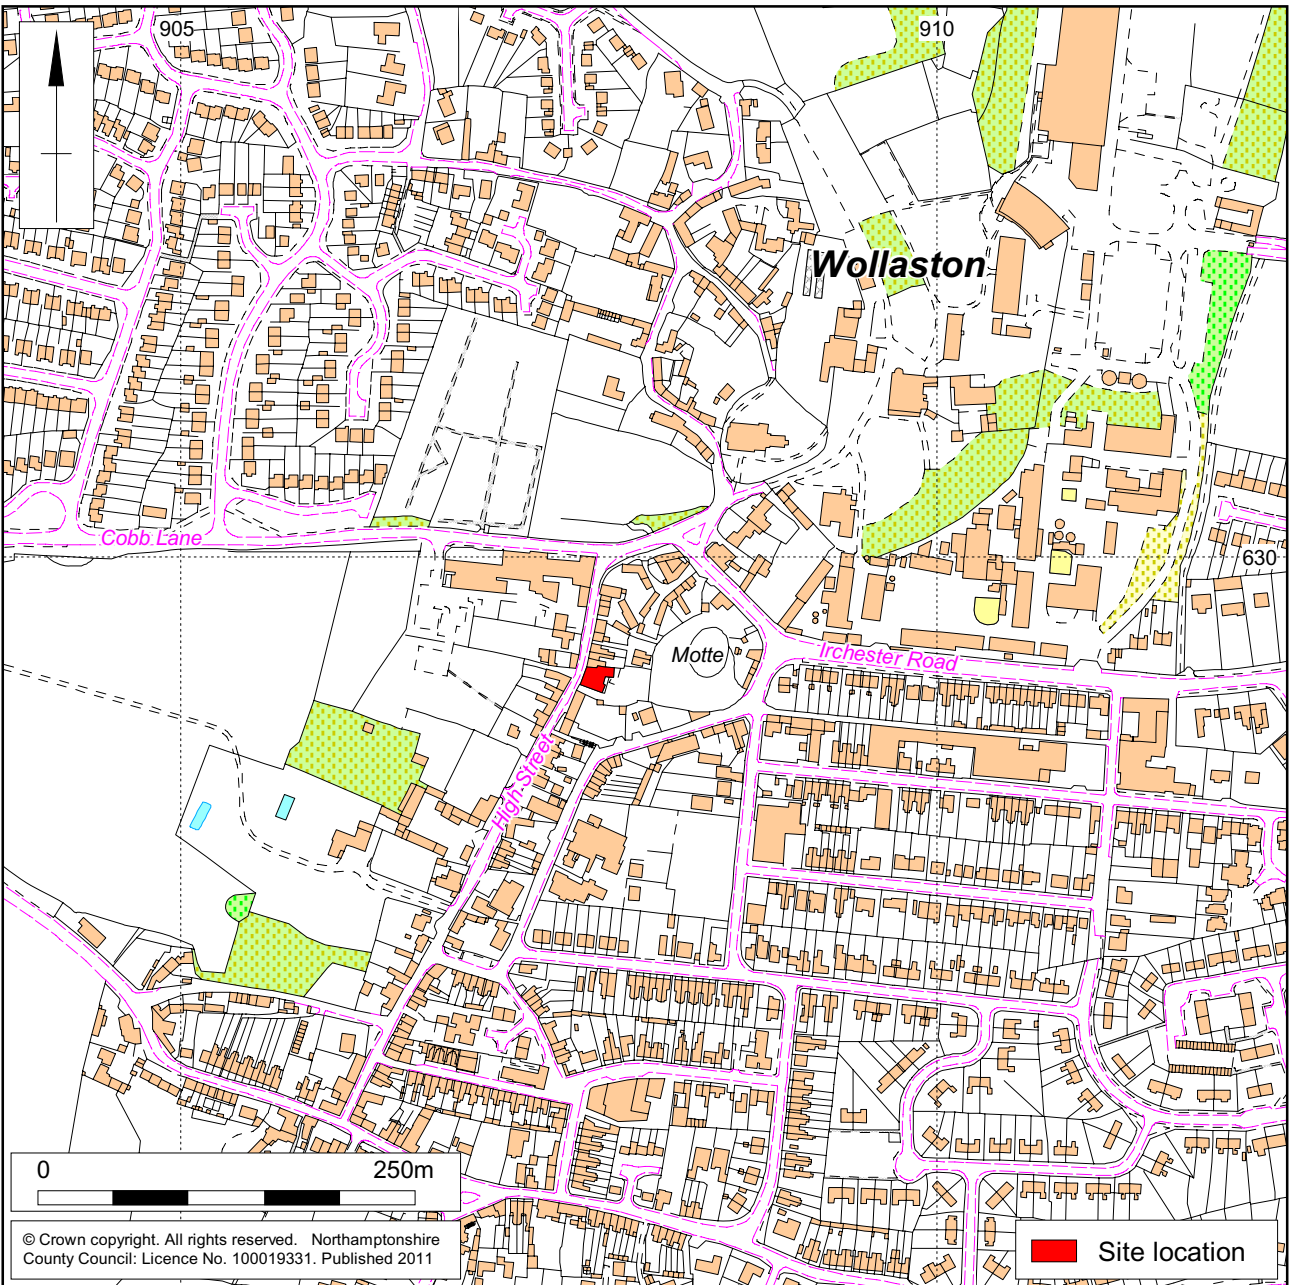 905
910
Wollaston
Cobb Lane
630
Motte
Irchester Road
High Street
0
250m
© Crown copyright. All rights reserved. Northamptonshire
County Council: Licence No. 100019331. Published 2011
Site location